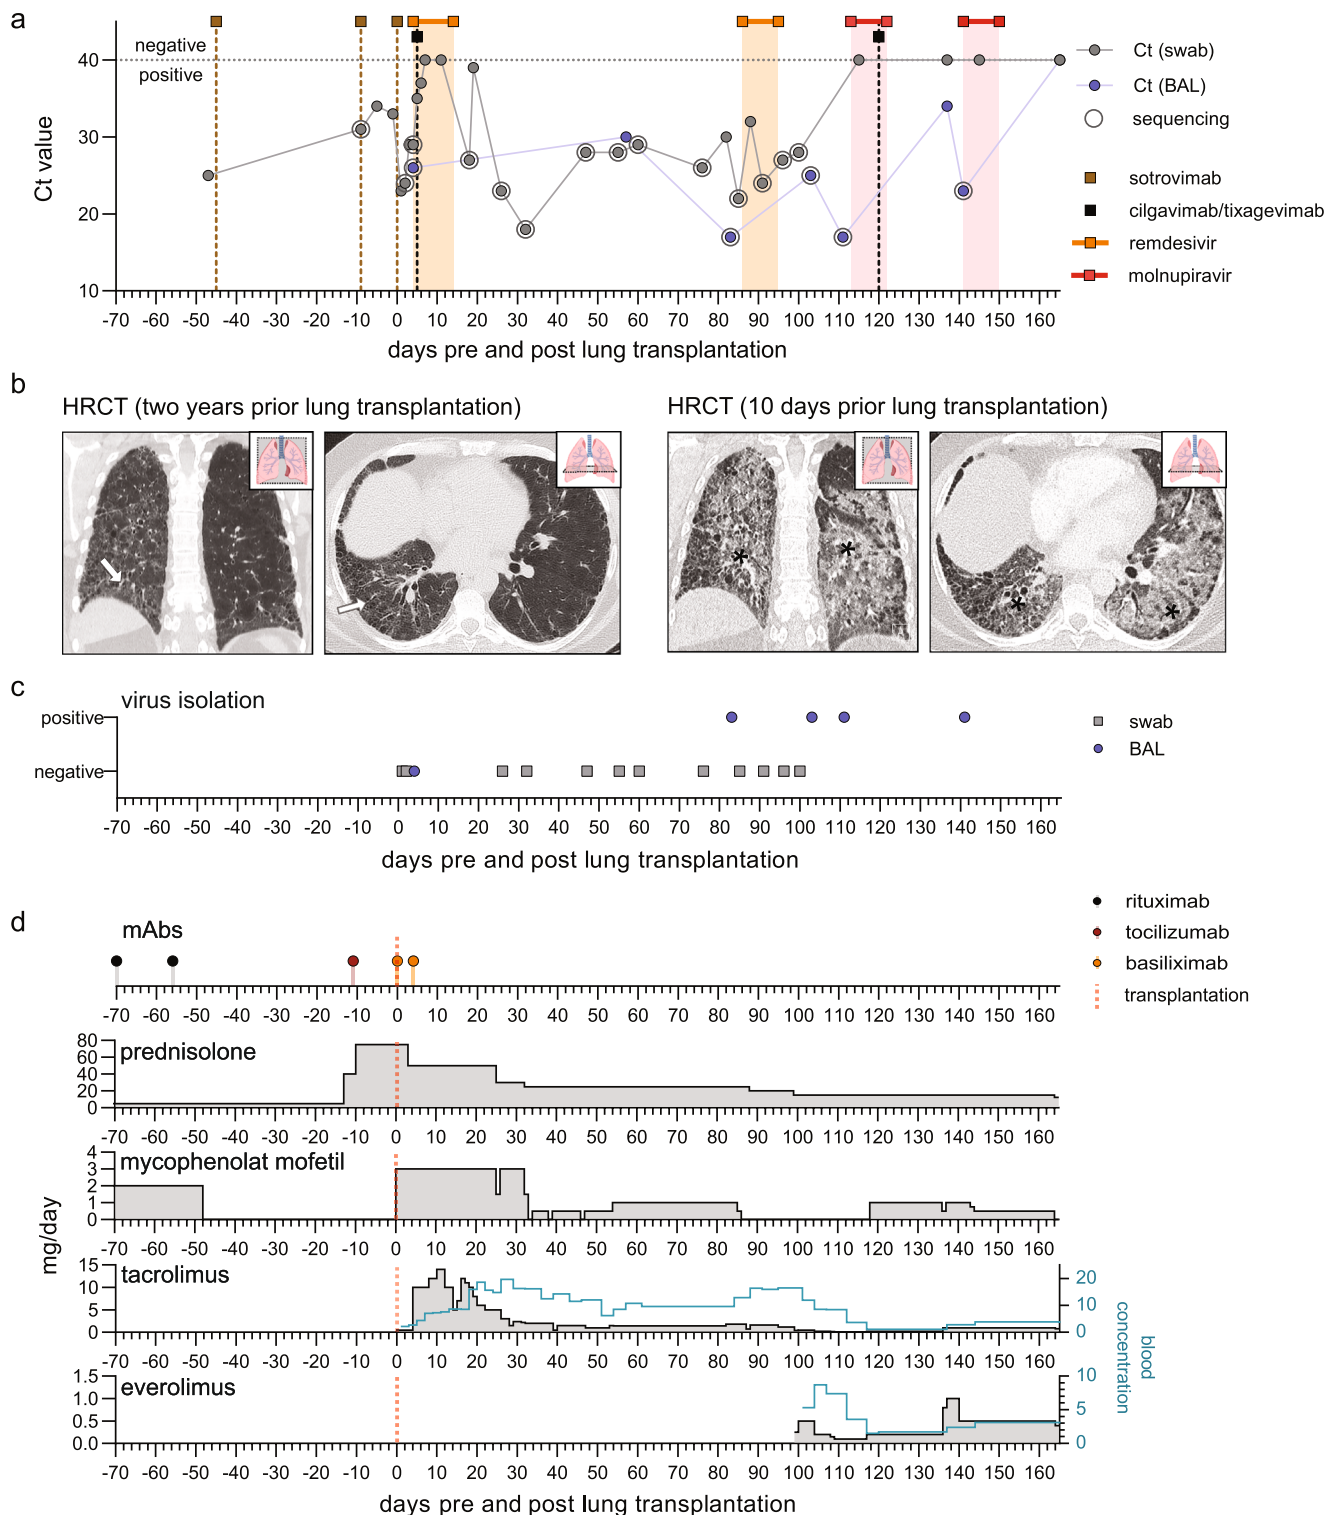 a
negative
positive
Ct value
40
30
20
10
-70 -60 -50 -40 -30 -20 -10 0 10 20 30 40 50 60 70 80 90 100 110 120 130 140 150 160
days pre and post lung transplantation
Ct (swab)
Ct (BAL)
sequencing
sotrovimab
cilgavimab/tixagevimab
remdesivir
molnupiravir
b
HRCT (two years prior lung transplantation)
HRCT (10 days prior lung transplantation)
* * * *
c
virus isolation
positive
negative
-70 -60 -50 -40 -30 -20 -10 0 10 20 30 40 50 60 70 80 90 100 110 120 130 140 150 160
days pre and post lung transplantation
swab
BAL
d
mAbs
rituximab
tocilizumab
basiliximab
transplantation
-70 -60 -50 -40 -30 -20 -10 0 10 20 30 40 50 60 70 80 90 100 110 120 130 140 150 160
prednisolone
80
60
40
20
0
-70 -60 -50 -40 -30 -20 -10 0 10 20 30 40 50 60 70 80 90 100 110 120 130 140 150 160
mycophenolat mofetil
4
3
2
1
0
-70 -60 -50 -40 -30 -20 -10 0 10 20 30 40 50 60 70 80 90 100 110 120 130 140 150 160
mg/day
tacrolimus
15
10
5
0
20
10
0
-70 -60 -50 -40 -30 -20 -10 0 10 20 30 40 50 60 70 80 90 100 110 120 130 140 150 160
blood
concentration
everolimus
1.5
1.0
0.5
0.0
10
5
0
-70 -60 -50 -40 -30 -20 -10 0 10 20 30 40 50 60 70 80 90 100 110 120 130 140 150 160
days pre and post lung transplantation